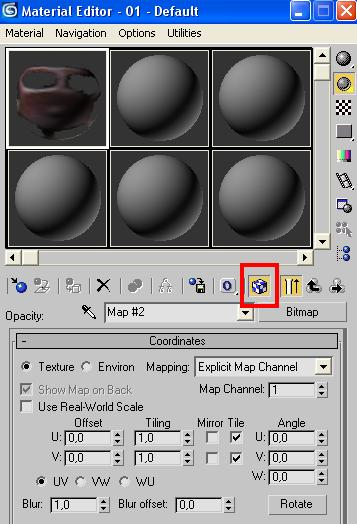 Material Editor - 01 - Default
Material Navigation Options Utilities
Opacity: Map #2 Bitmap
- Coordinates
Texture Environ Mapping: Explicit Map Channel
Show Map on Back Map Channel: 1
Use Real-World Scale
Offset Tiling Mirror Tile Angle
U: 0,0 1,0 U: 0,0
V: 0,0 1,0 V: 0,0
W: 0,0
UV VW WU
Blur: 1,0 Blur offset: 0,0 Rotate